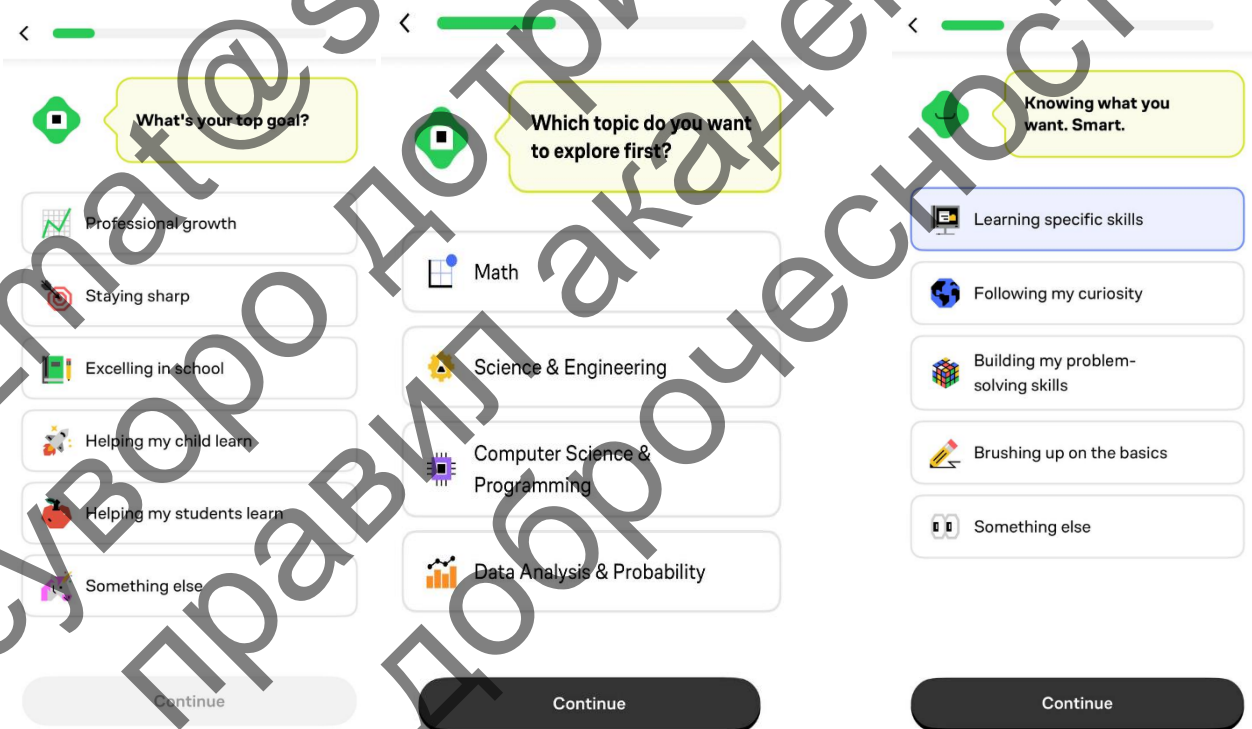 What's your top goal?
Professional growth
Staying sharp
Excelling in school
Helping my child learn
Helping my students learn
Something else
Continue
Which topic do you want
to explore first?
Math
Science & Engineering
Computer Science &
Programming
Data Analysis & Probability
Continue
Knowing what you
want. Smart.
Learning specific skills
Following my curiosity
Building my problem-
solving skills
Brushing up on the basics
Something else
Continue
правил
доброчесност